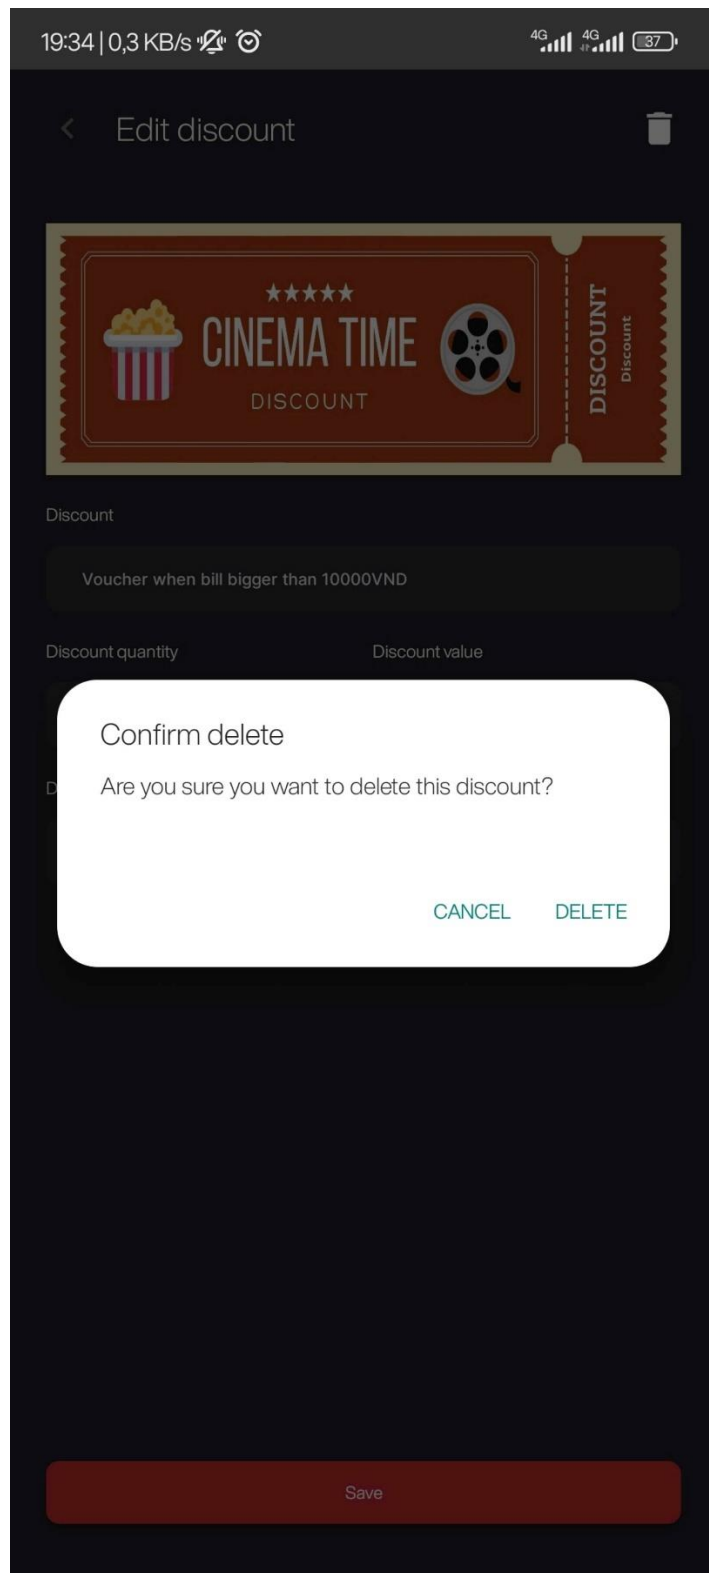 19:34 | 0,3 KB/s 4G 4G 37
Edit discount
CINEMA TIME
DISCOUNT
DISCOUNT
Discount
Discount
Voucher when bill bigger than 10000VND
Discount quantity Discount value
D
Confirm delete
Are you sure you want to delete this discount?
CANCEL DELETE
Save